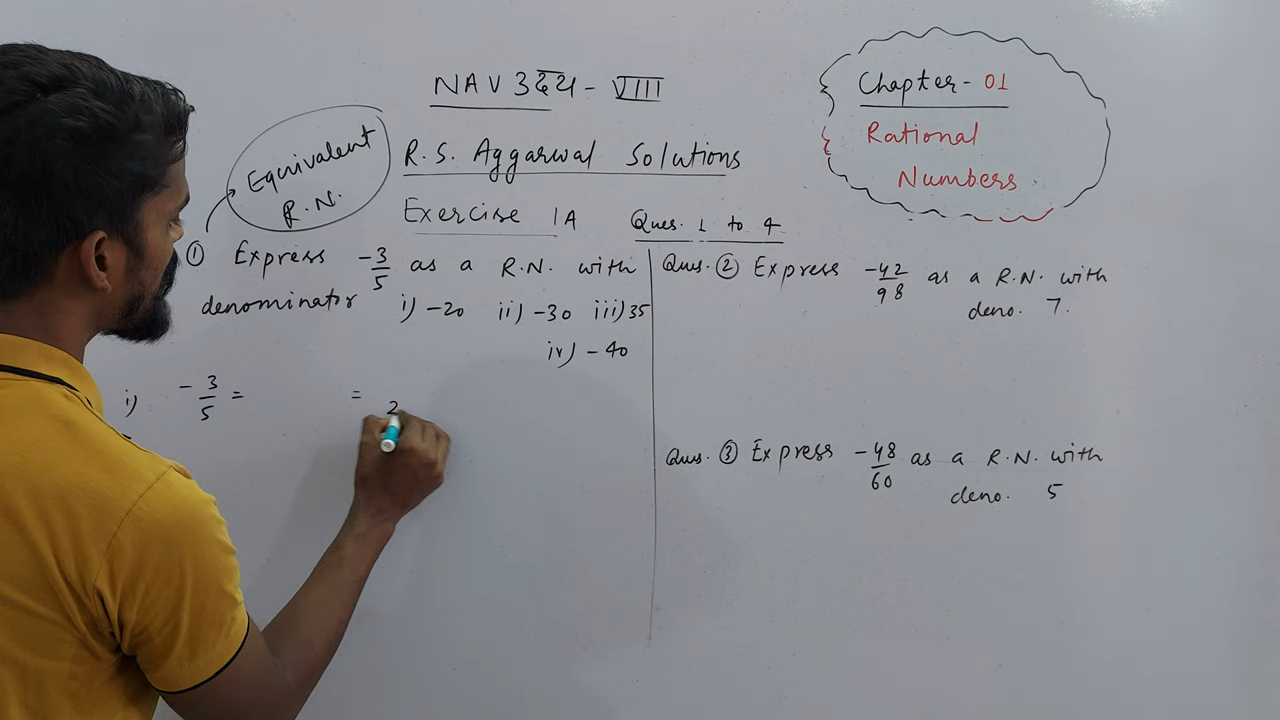 NAV उदय - VIII
R.S. Aggarwal Solutions
Exercise 1A Ques. 1 to 4
Chapter - 01
Rational
Numbers
Equivalent
R.N.
① Express -3/5 as a R.N. with
denominator i) -20 ii) -30 iii) 35
iv) -40
i) -3/5 = = 2
Ques. ② Express -42/98 as a R.N. with
deno. 7.
Ques. ③ Express -48/60 as a R.N. with
deno. 5